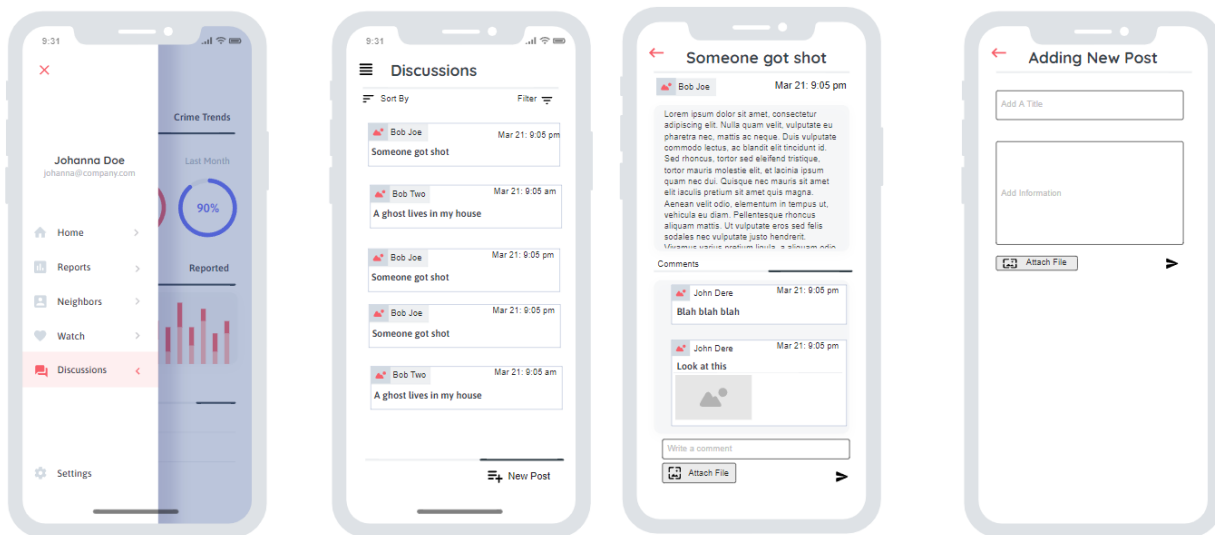 9:31
Crime Trends
Johanna Doe
johanna@company.com
Last Month
90%
Home
Reports
Reported
Neighbors
Watch
Discussions
Settings
9:31
Discussions
Sort By
Filter
Bob Joe
Mar 21: 9:05 pm
Someone got shot
Bob Two
Mar 21: 9:05 am
A ghost lives in my house
Bob Joe
Mar 21: 9:05 pm
Someone got shot
Bob Joe
Mar 21: 9:05 pm
Someone got shot
Bob Two
Mar 21: 9:05 am
A ghost lives in my house
New Post
Someone got shot
Bob Joe
Mar 21: 9:05 pm
Lorem ipsum dolor sit amet, consectetur
adipiscing elit. Nulla quam velit, vulputate eu
pharetra nec, mattis ac neque. Duis vulputate
commodo lectus, ac blandit elit tincidunt id.
Sed rhoncus, tortor sed eleifend tristique,
tortor mauris molestie elit, et lacinia ipsum
quam nec dui. Quisque nec mauris sit amet
elit iaculis pretium sit amet quis magna.
Aenean velit odio, elementum in tempus ut,
vehicula eu diam. Pellentesque rhoncus
aliquam mattis. Ut vulputate eros sed felis
sodales nec vulputate justo hendrerit.
Vivamus varius pretium ligula, a aliquam odio
Comments
John Dere
Mar 21: 9:05 pm
Blah blah blah
John Dere
Mar 21: 9:05 pm
Look at this
Write a comment
Attach File
Adding New Post
Add A Title
Add Information
Attach File